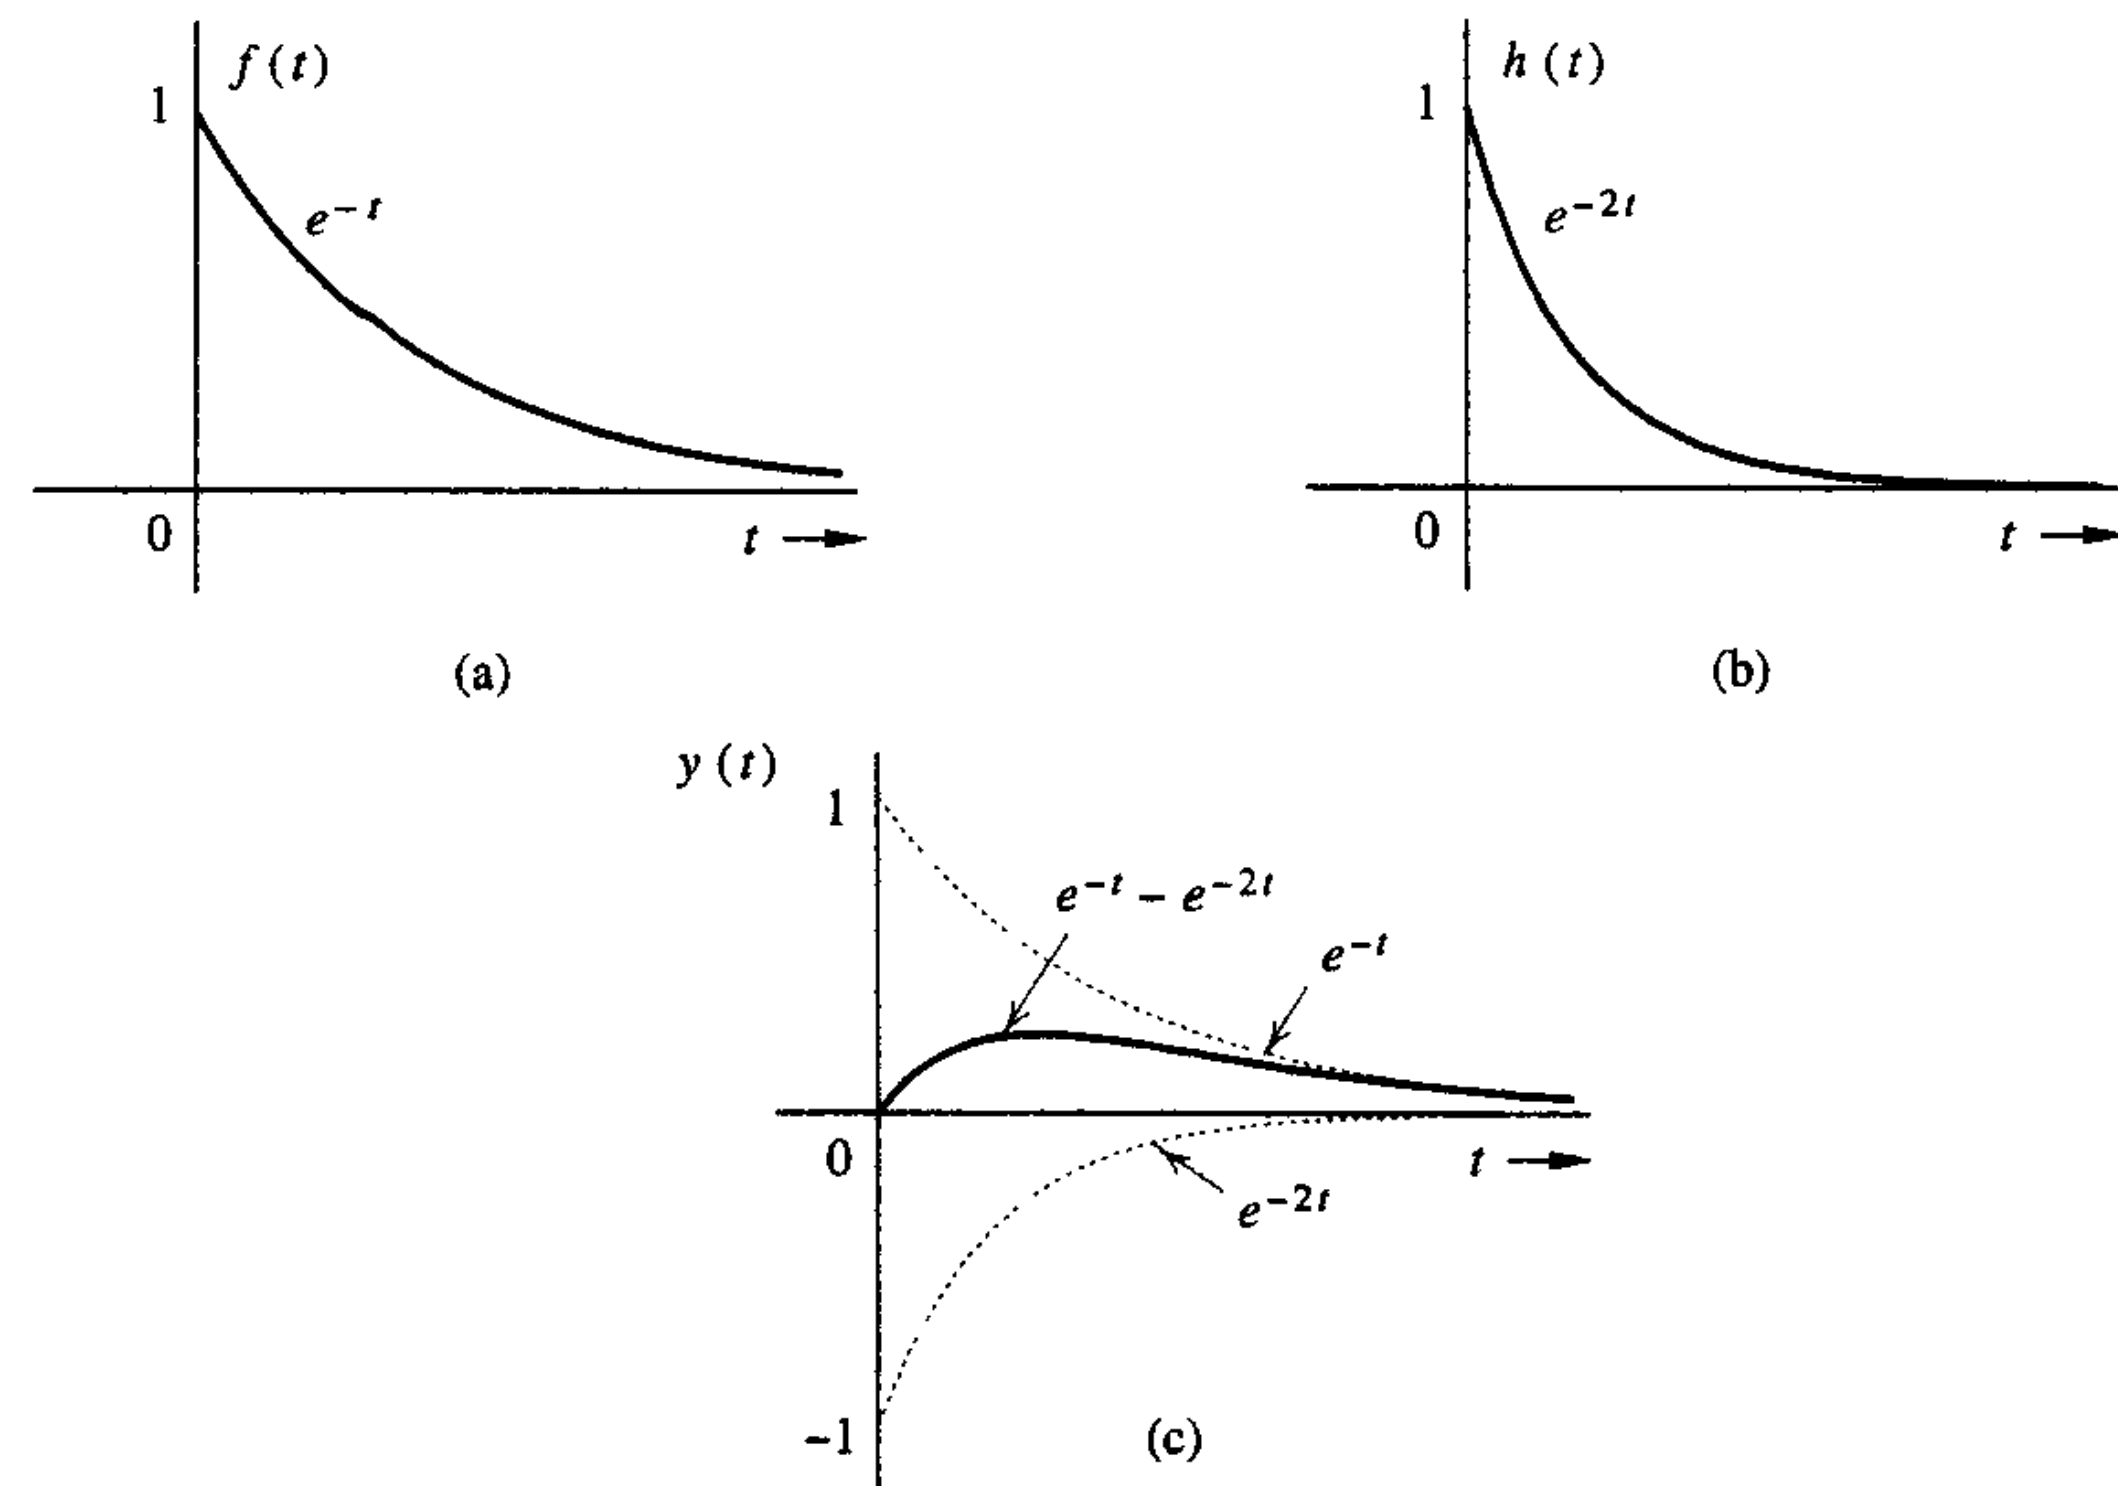 f(t)
1
e^{-t}
0
t
(a)
h(t)
1
e^{-2t}
0
t
(b)
y(t)
1
e^{-t} - e^{-2t}
e^{-t}
0
t
e^{-2t}
-1
(c)